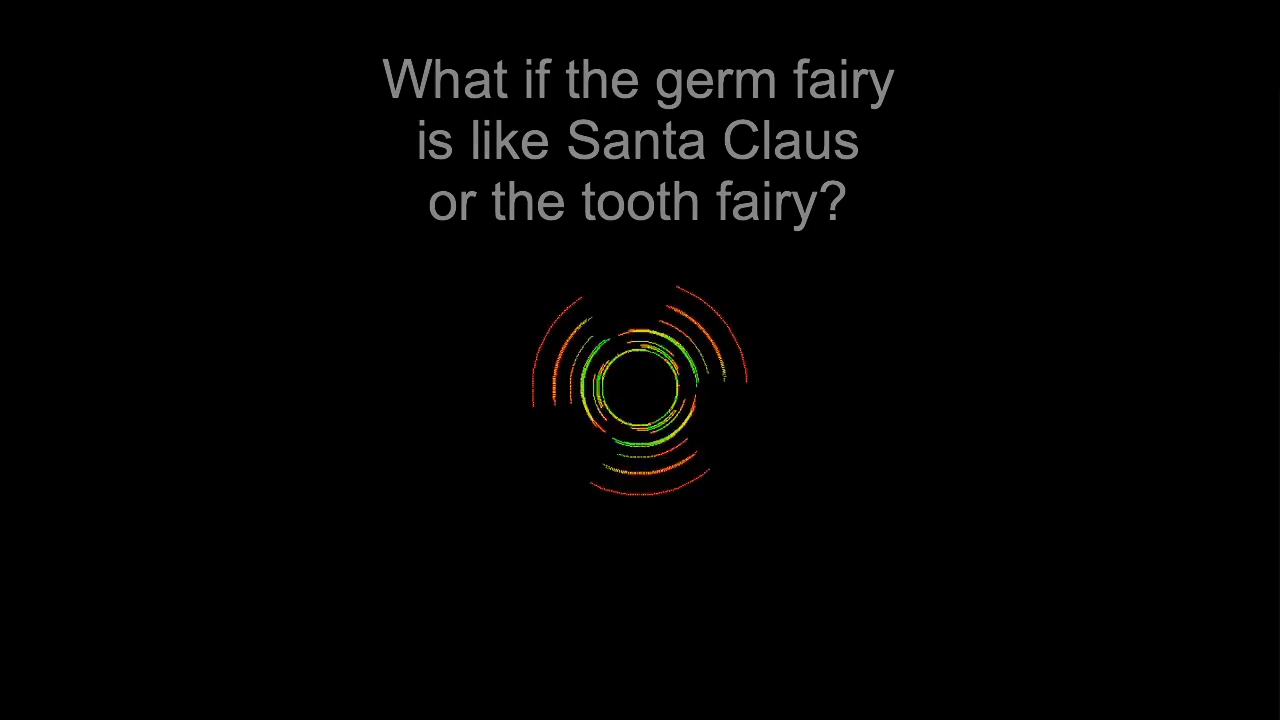 What if the germ fairy
is like Santa Claus
or the tooth fairy?